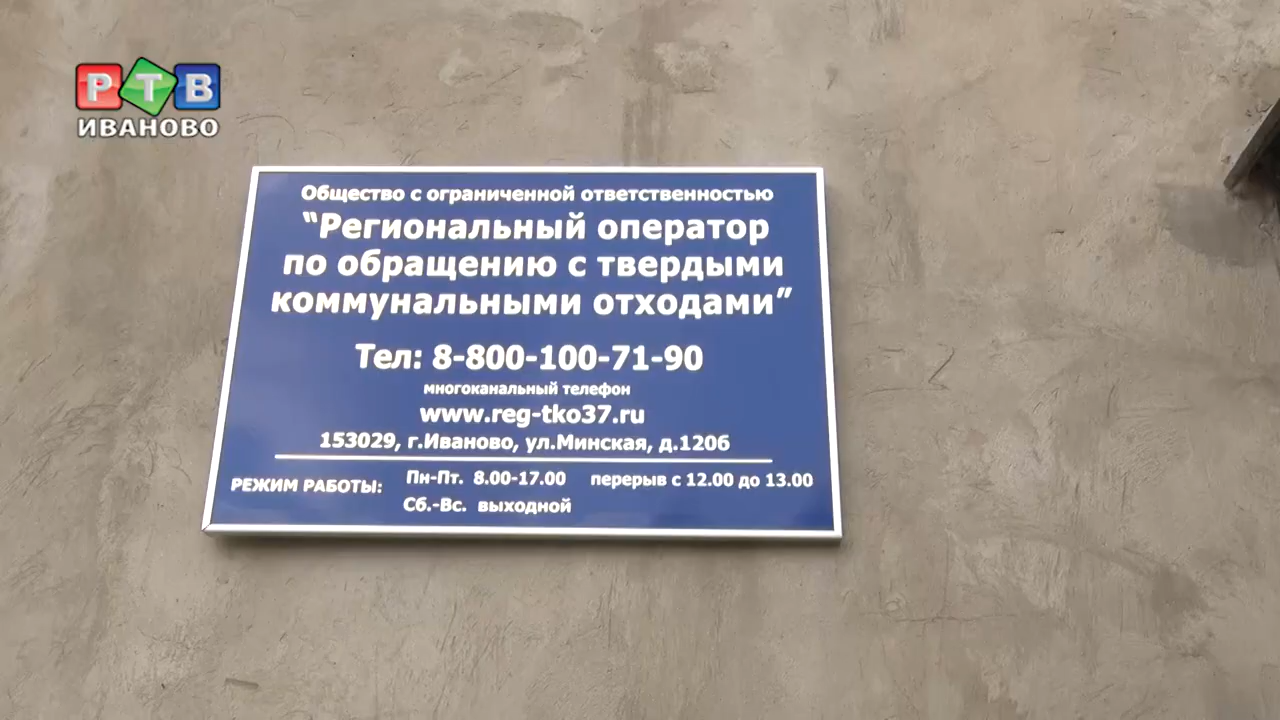 РТВ
ИВАНОВО
Общество с ограниченной ответственностью
"Региональный оператор
по обращению с твердыми
коммунальными отходами"
Тел: 8-800-100-71-90
многоканальный телефон
www.reg-tko37.ru
153029, г.Иваново, ул.Минская, д.120б
РЕЖИМ РАБОТЫ: Пн-Пт. 8.00-17.00 перерыв с 12.00 до 13.00
Сб.-Вс. выходной